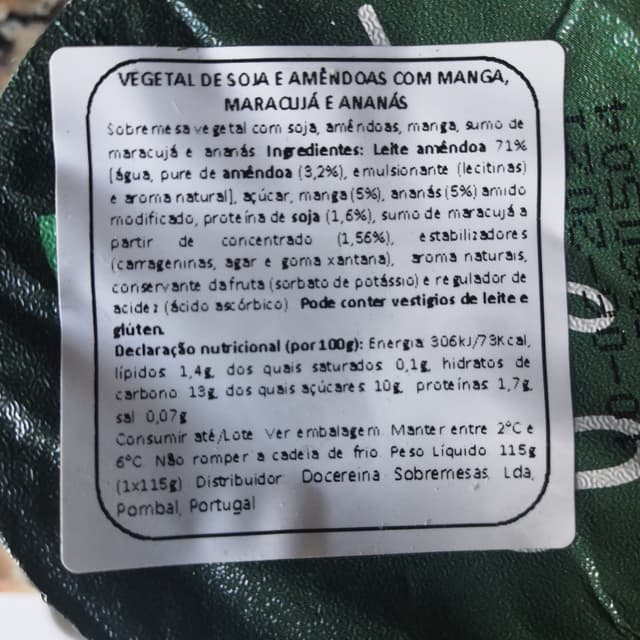 VEGETAL DE SOJA E AMÊNDOAS COM MANGA,
MARACUJÁ E ANANÁS
Sobremesa vegetal com soja, amêndoas, manga, sumo de
maracujá e ananás Ingredientes: Leite amêndoa 71%
[água, pure de amêndoa (3,2%), emulsionante (lecitinas)
e aroma natural], açúcar, manga (5%), ananás (5%) amido
modificado, proteína de soja (1,6%), sumo de maracujá a
partir de concentrado (1,56%), estabilizadores
(carrageninas, agar e goma xantana), aroma naturais,
conservante da fruta (sorbato de potássio) e regulador de
acidez (ácido ascórbico) Pode conter vestigios de leite e
glúten.
Declaração nutricional (por 100g): Energia 306kJ/73Kcal,
lípidos 1,4g, dos quais saturados 0,1g, hidratos de
carbono 13g, dos quais açúcares 10g, proteínas 1,7g,
sal 0,07g
Consumir até/Lote Ver embalagem. Manter entre 2ºC e
6ºC Não romper a cadeia de frio. Peso Líquido 115g
(1x115g) Distribuidor Docereina Sobremesas, Lda,
Pombal, Portugal